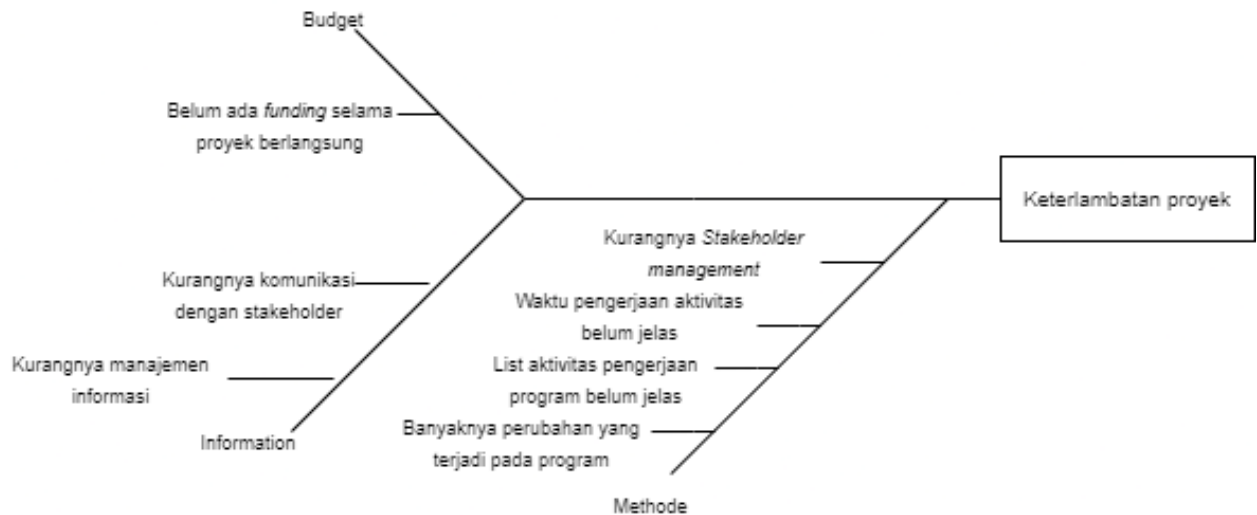 Budget
Belum ada funding selama
proyek berlangsung
Keterlambatan proyek
Kurangnya Stakeholder
management
Kurangnya komunikasi
dengan stakeholder
Waktu pengerjaan aktivitas
belum jelas
Kurangnya manajemen
informasi
List aktivitas pengerjaan
program belum jelas
Banyaknya perubahan yang
terjadi pada program
Information
Methode